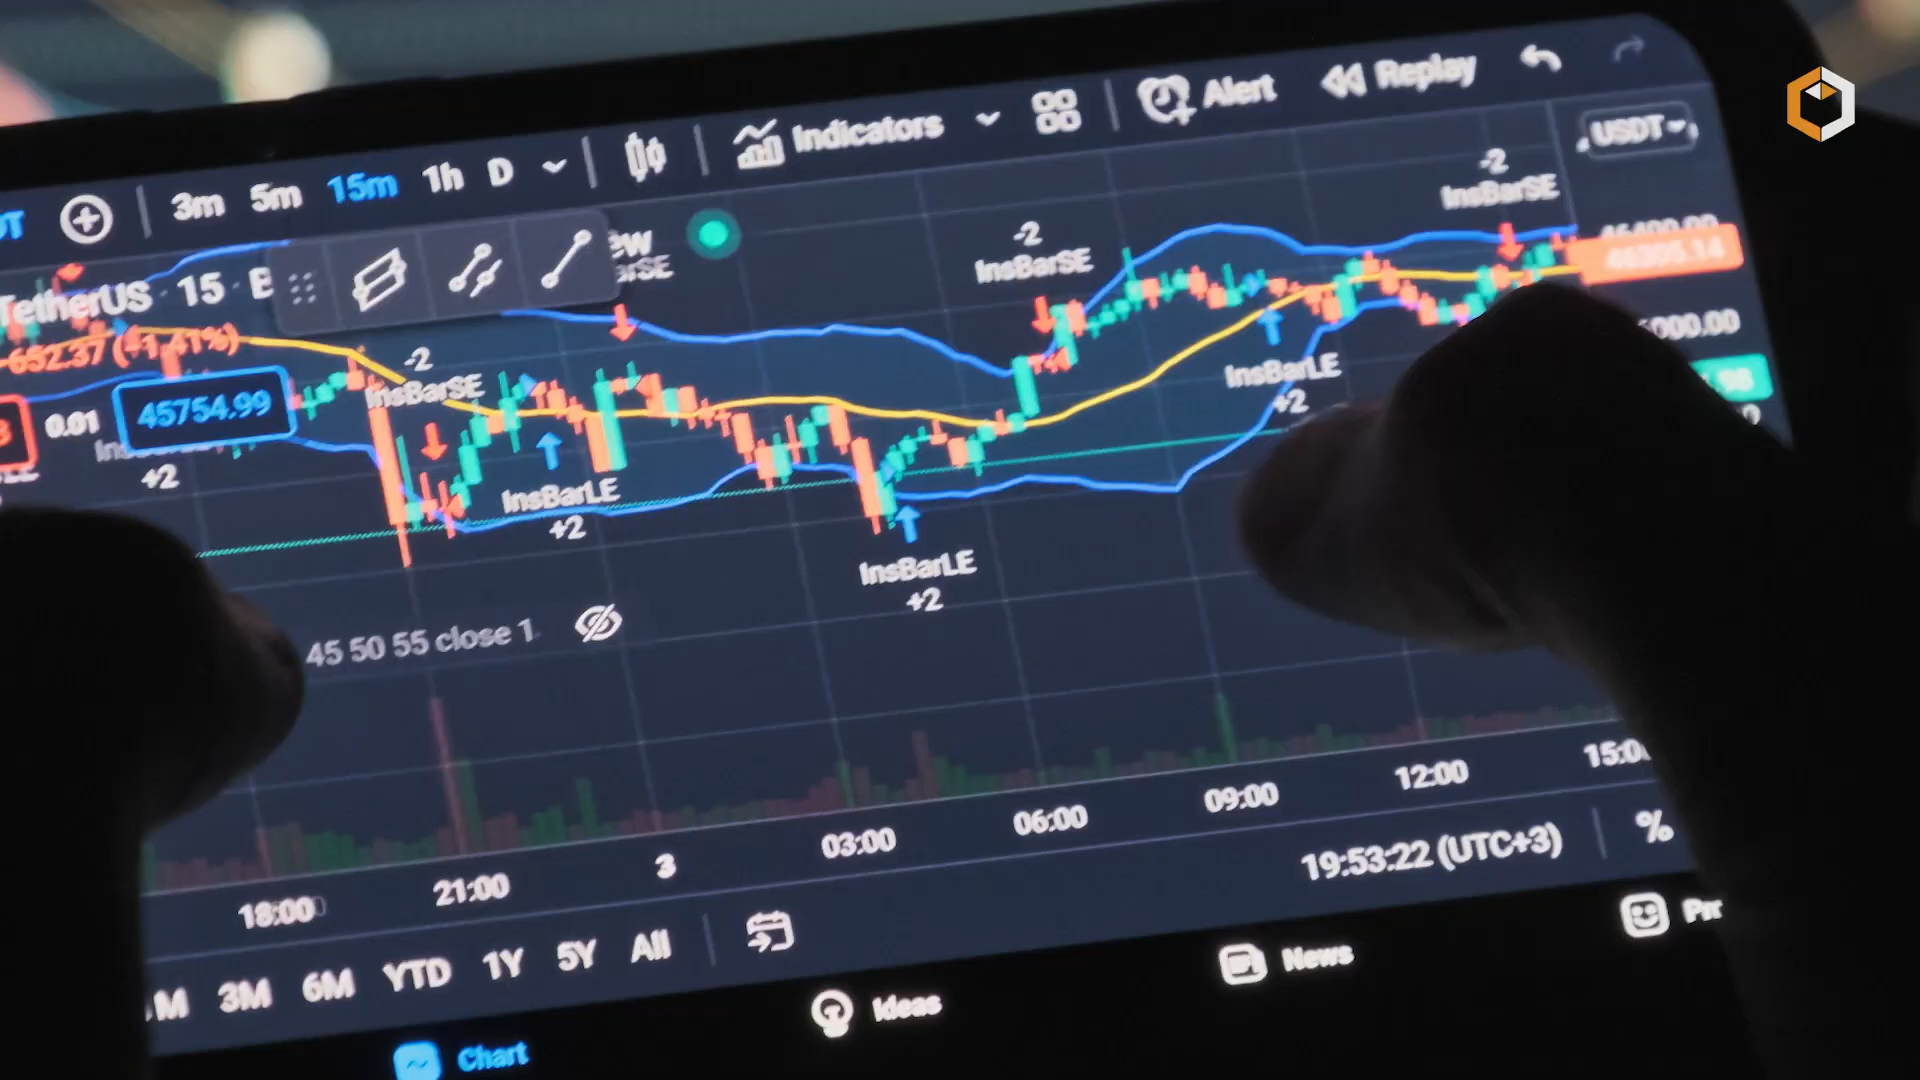 3m 5m 15m 1h D Indicators Alert Replay
USDT
TetherUS 15
-652.37 (-1.41%)
0.01 45754.99
-2
InsBarSE
-2
InsBarSE
-2
InsBarSE
+2
InsBarLE
+2
InsBarLE
+2
InsBarLE
+2
45 50 55 close 1
18:00 21:00 3 03:00 06:00 09:00 12:00
19:53:22 (UTC+3) %
3M 6M YTD 1Y 5Y All
Chart Ideas News